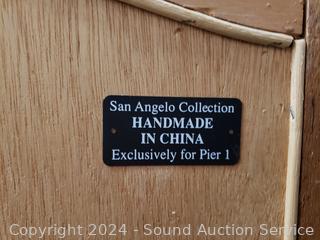 San Angelo Collection
HANDMADE
IN CHINA
Exclusively for Pier 1
Copyright 2024 - Sound Auction Service